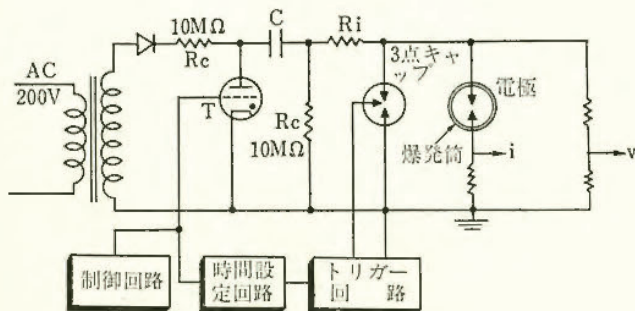 AC
200V
10MΩ
Rc
C
Ri
T
Rc
10MΩ
3点キャ
ップ
電極
爆発筒
i
v
制御回路
時間設
定回路
トリガー
回路